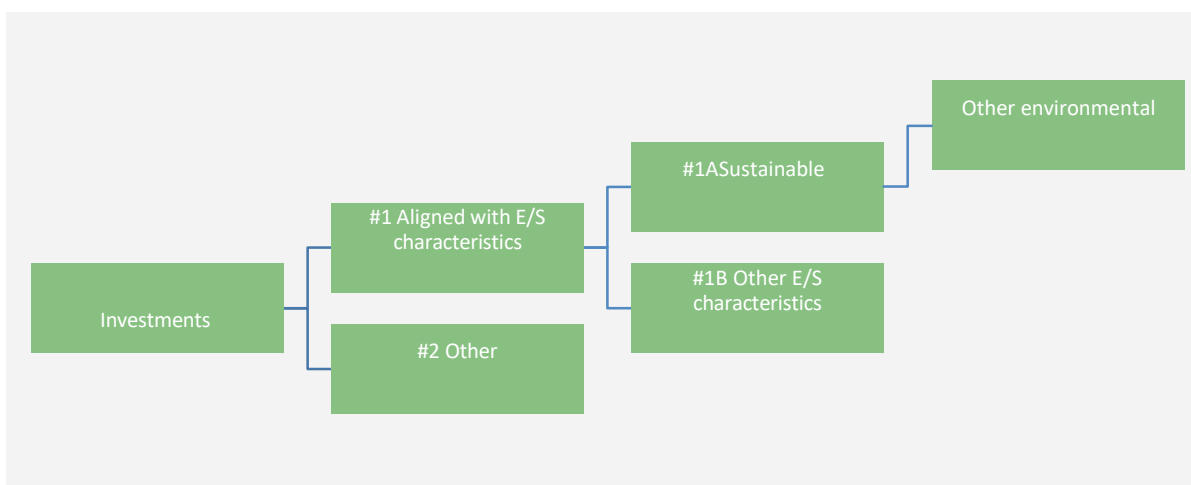 Other environmental
#1ASustainable
#1 Aligned with E/S
characteristics
#1B Other E/S
characteristics
Investments
#2 Other